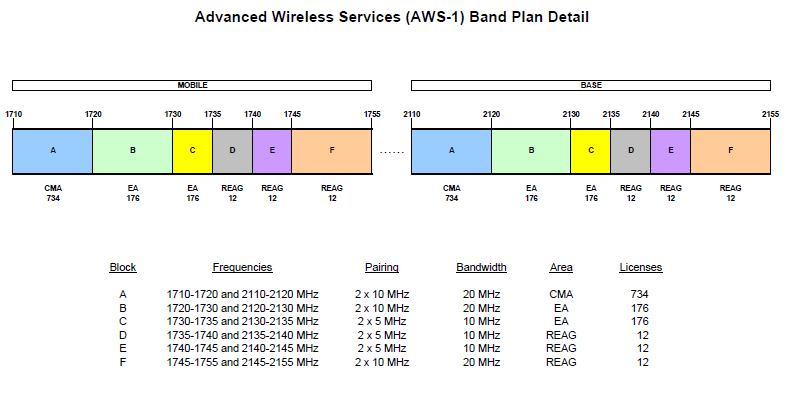 Advanced Wireless Services (AWS-1) Band Plan Detail
MOBILE BASE
1710 1720 1730 1735 1740 1745 1755 2110 2120 2130 2135 2140 2145 2155
A B C D E F ...... A B C D E F
CMA EA EA REAG REAG REAG CMA EA EA REAG REAG REAG
734 176 176 12 12 12 734 176 176 12 12 12
Block Frequencies Pairing Bandwidth Area Licenses
A 1710-1720 and 2110-2120 MHz 2 x 10 MHz 20 MHz CMA 734
B 1720-1730 and 2120-2130 MHz 2 x 10 MHz 20 MHz EA 176
C 1730-1735 and 2130-2135 MHz 2 x 5 MHz 10 MHz EA 176
D 1735-1740 and 2135-2140 MHz 2 x 5 MHz 10 MHz REAG 12
E 1740-1745 and 2140-2145 MHz 2 x 5 MHz 10 MHz REAG 12
F 1745-1755 and 2145-2155 MHz 2 x 10 MHz 20 MHz REAG 12